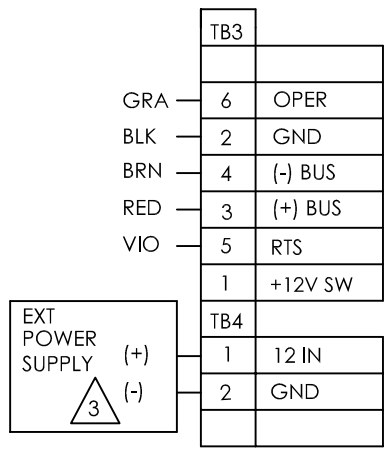 TB3
GRA 6 OPER
BLK 2 GND
BRN 4 (-) BUS
RED 3 (+) BUS
VIO 5 RTS
1 +12V SW
EXT
POWER
SUPPLY
TB4
(+) 1 12 IN
(-) 2 GND
3